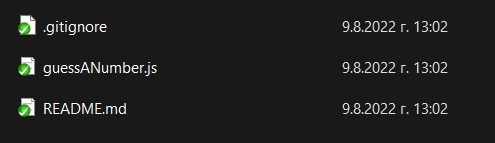 .gitignore 9.8.2022 г. 13:02
guessANumber.js 9.8.2022 г. 13:02
README.md 9.8.2022 г. 13:02